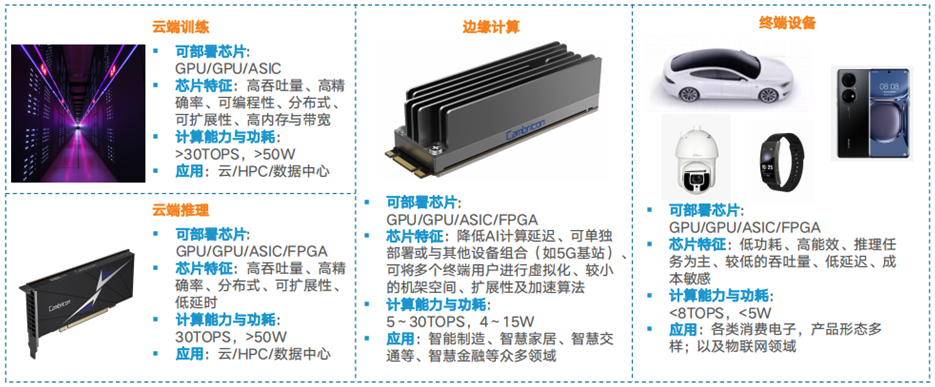 云端训练
可部署芯片:
GPU/GPU/ASIC
芯片特征：高吞吐量、高精
确率、可编程性、分布式、
可扩展性、高内存与带宽
计算能力与功耗:
>30TOPS，>50W
应用：云/HPC/数据中心
云端推理
可部署芯片:
GPU/GPU/ASIC/FPGA
芯片特征：高吞吐量、高精
确率、分布式、可扩展性、
低延时
计算能力与功耗:
30TOPS，>50W
应用：云/HPC/数据中心
Cambricon
边缘计算
Cambricon
可部署芯片:
GPU/GPU/ASIC/FPGA
芯片特征：降低AI计算延迟、可单独
部署或与其他设备组合（如5G基站）、
可将多个终端用户进行虚拟化、较小
的机架空间、扩展性及加速算法
计算能力与功耗:
5～30TOPS，4～15W
应用：智能制造、智慧家居、智慧交
通等、智慧金融等众多领域
终端设备
08:08
可部署芯片:
GPU/GPU/ASIC/FPGA
芯片特征：低功耗、高能效、推理任
务为主、较低的吞吐量、低延迟、成
本敏感
计算能力与功耗:
<8TOPS，<5W
应用：各类消费电子，产品形态多
样；以及物联网领域